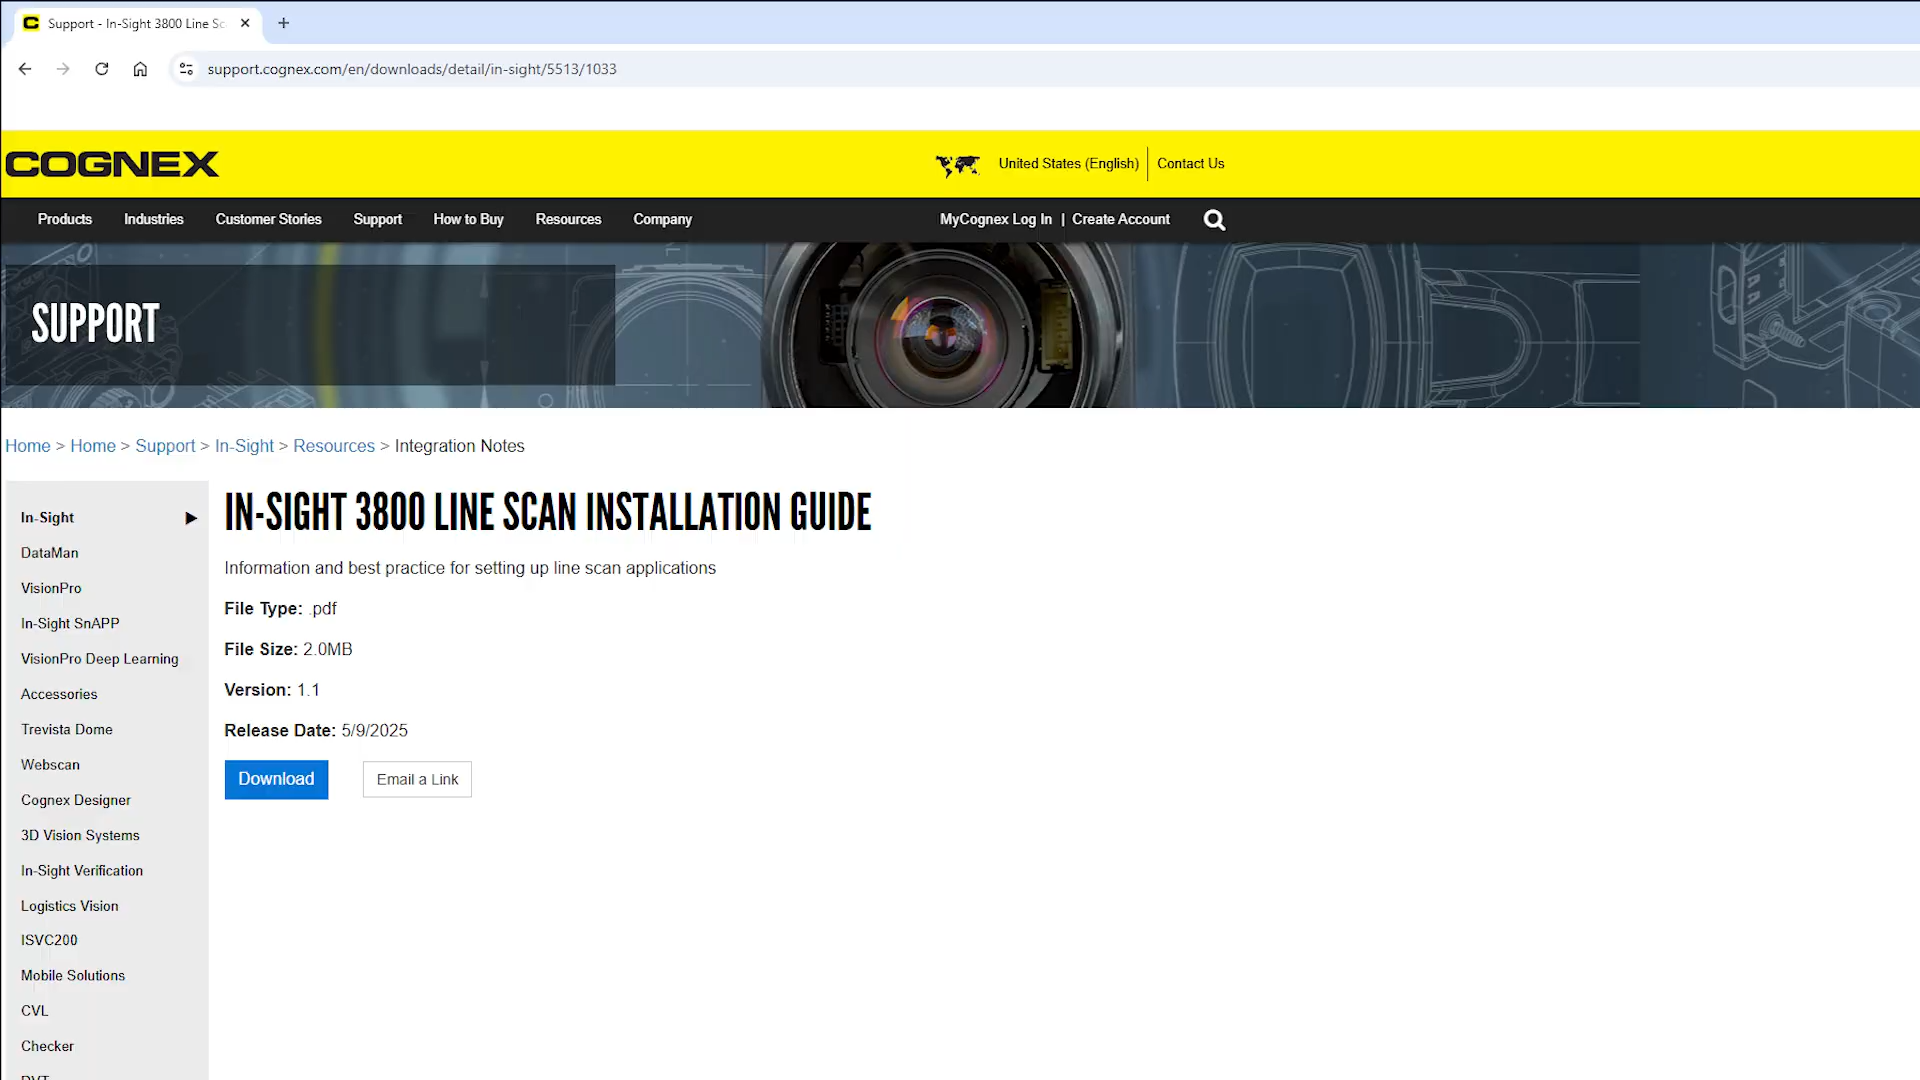 Support - In-Sight 3800 Line Sc
support.cognex.com/en/downloads/detail/in-sight/5513/1033
COGNEX
United States (English)
Contact Us
Products
Industries
Customer Stories
Support
How to Buy
Resources
Company
MyCognex Log In | Create Account
SUPPORT
Home > Home > Support > In-Sight > Resources > Integration Notes
In-Sight
DataMan
VisionPro
In-Sight SnAPP
VisionPro Deep Learning
Accessories
Trevista Dome
Webscan
Cognex Designer
3D Vision Systems
In-Sight Verification
Logistics Vision
ISVC200
Mobile Solutions
CVL
Checker
DVT
IN-SIGHT 3800 LINE SCAN INSTALLATION GUIDE
Information and best practice for setting up line scan applications
File Type: .pdf
File Size: 2.0MB
Version: 1.1
Release Date: 5/9/2025
Download
Email a Link